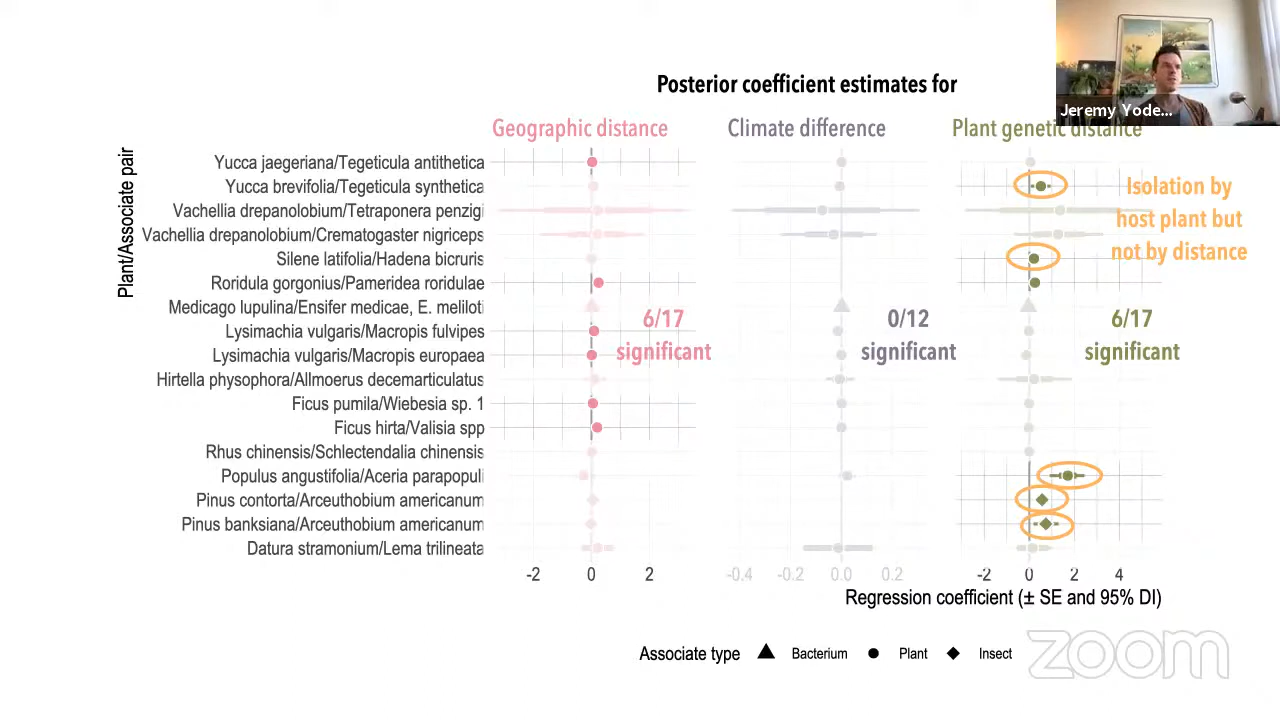 Posterior coefficient estimates for
Jeremy Yode...
Geographic distance
Climate difference
Plant genetic distance
Plant/Associate pair
Yucca jaegeriana/Tegeticula antithetica
Yucca brevifolia/Tegeticula synthetica
Vachellia drepanolobium/Tetraponera penzigi
Vachellia drepanolobium/Crematogaster nigriceps
Silene latifolia/Hadena bicruris
Roridula gorgonius/Pameridea roridulae
Medicago lupulina/Ensifer medicae, E. meliloti
Lysimachia vulgaris/Macropis fulvipes
Lysimachia vulgaris/Macropis europaea
Hirtella physophora/Allmoerus decemarticulatus
Ficus pumila/Wiebesia sp. 1
Ficus hirta/Valisia spp
Rhus chinensis/Schlectendalia chinensis
Populus angustifolia/Aceria parapopuli
Pinus contorta/Arceuthobium americanum
Pinus banksiana/Arceuthobium americanum
Datura stramonium/Lema trilineata
6/17
significant
0/12
significant
6/17
significant
Isolation by
host plant but
not by distance
-2 0 2
-0.4 -0.2 0.0 0.2
-2 0 2 4
Regression coefficient (± SE and 95% DI)
Associate type Bacterium Plant Insect
zoom